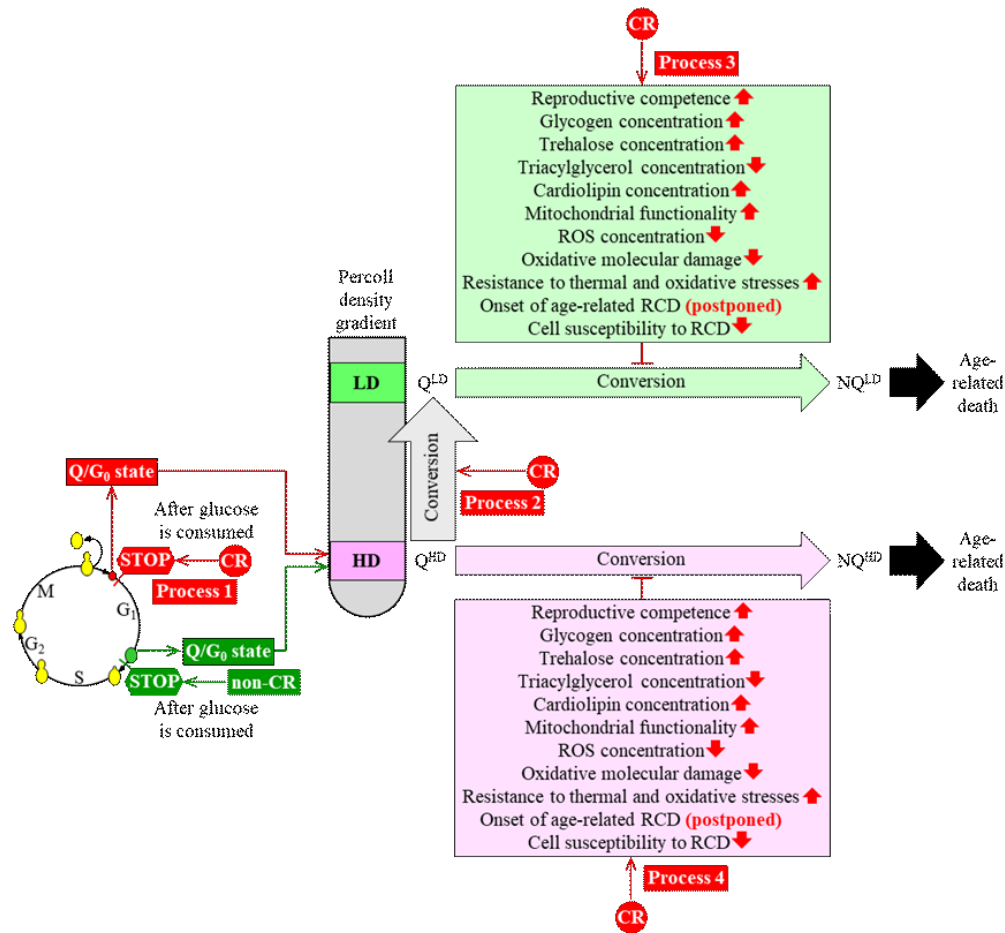 CR
Process 3
Reproductive competence
Glycogen concentration
Trehalose concentration
Triacylglycerol concentration
Cardiolipin concentration
Mitochondrial functionality
ROS concentration
Oxidative molecular damage
Resistance to thermal and oxidative stresses
Onset of age-related RCD (postponed)
Cell susceptibility to RCD
Percoll
density
gradient
LD
Q^LD
Conversion
NQ^LD
Age-
related
death
Conversion
CR
Process 2
Q/G₀ state
After glucose
is consumed
STOP
CR
Process 1
M
G₁
G₂
S
Q/G₀ state
STOP
non-CR
After glucose
is consumed
HD
Q^HD
Conversion
NQ^HD
Age-
related
death
Reproductive competence
Glycogen concentration
Trehalose concentration
Triacylglycerol concentration
Cardiolipin concentration
Mitochondrial functionality
ROS concentration
Oxidative molecular damage
Resistance to thermal and oxidative stresses
Onset of age-related RCD (postponed)
Cell susceptibility to RCD
Process 4
CR